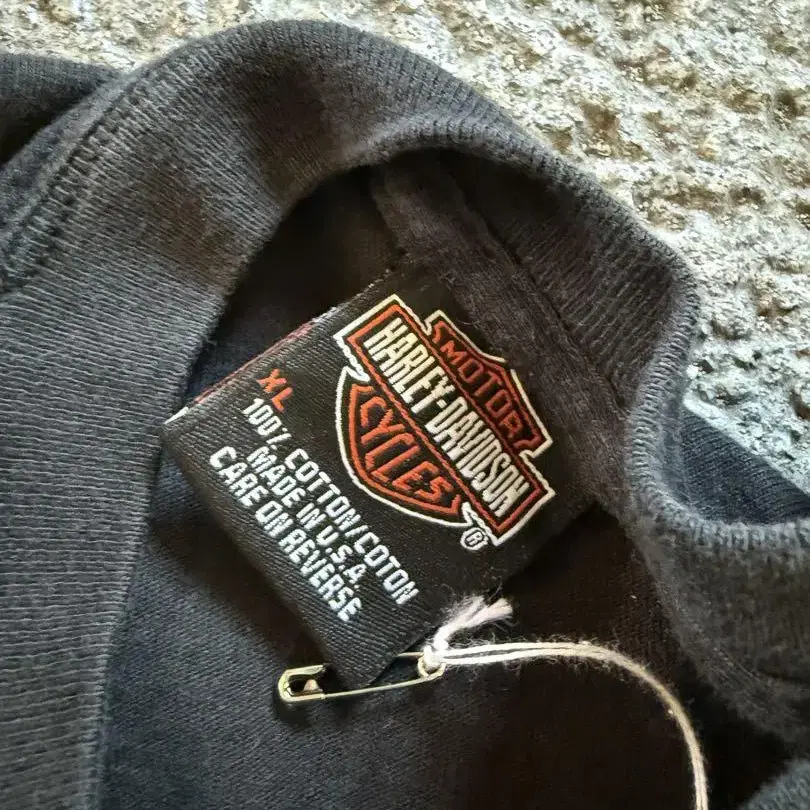 MOTOR
HARLEY-DAVIDSON
CYCLES
®
XL
100% COTTON/COTON
MADE IN U.S.A.
CARE ON REVERSE